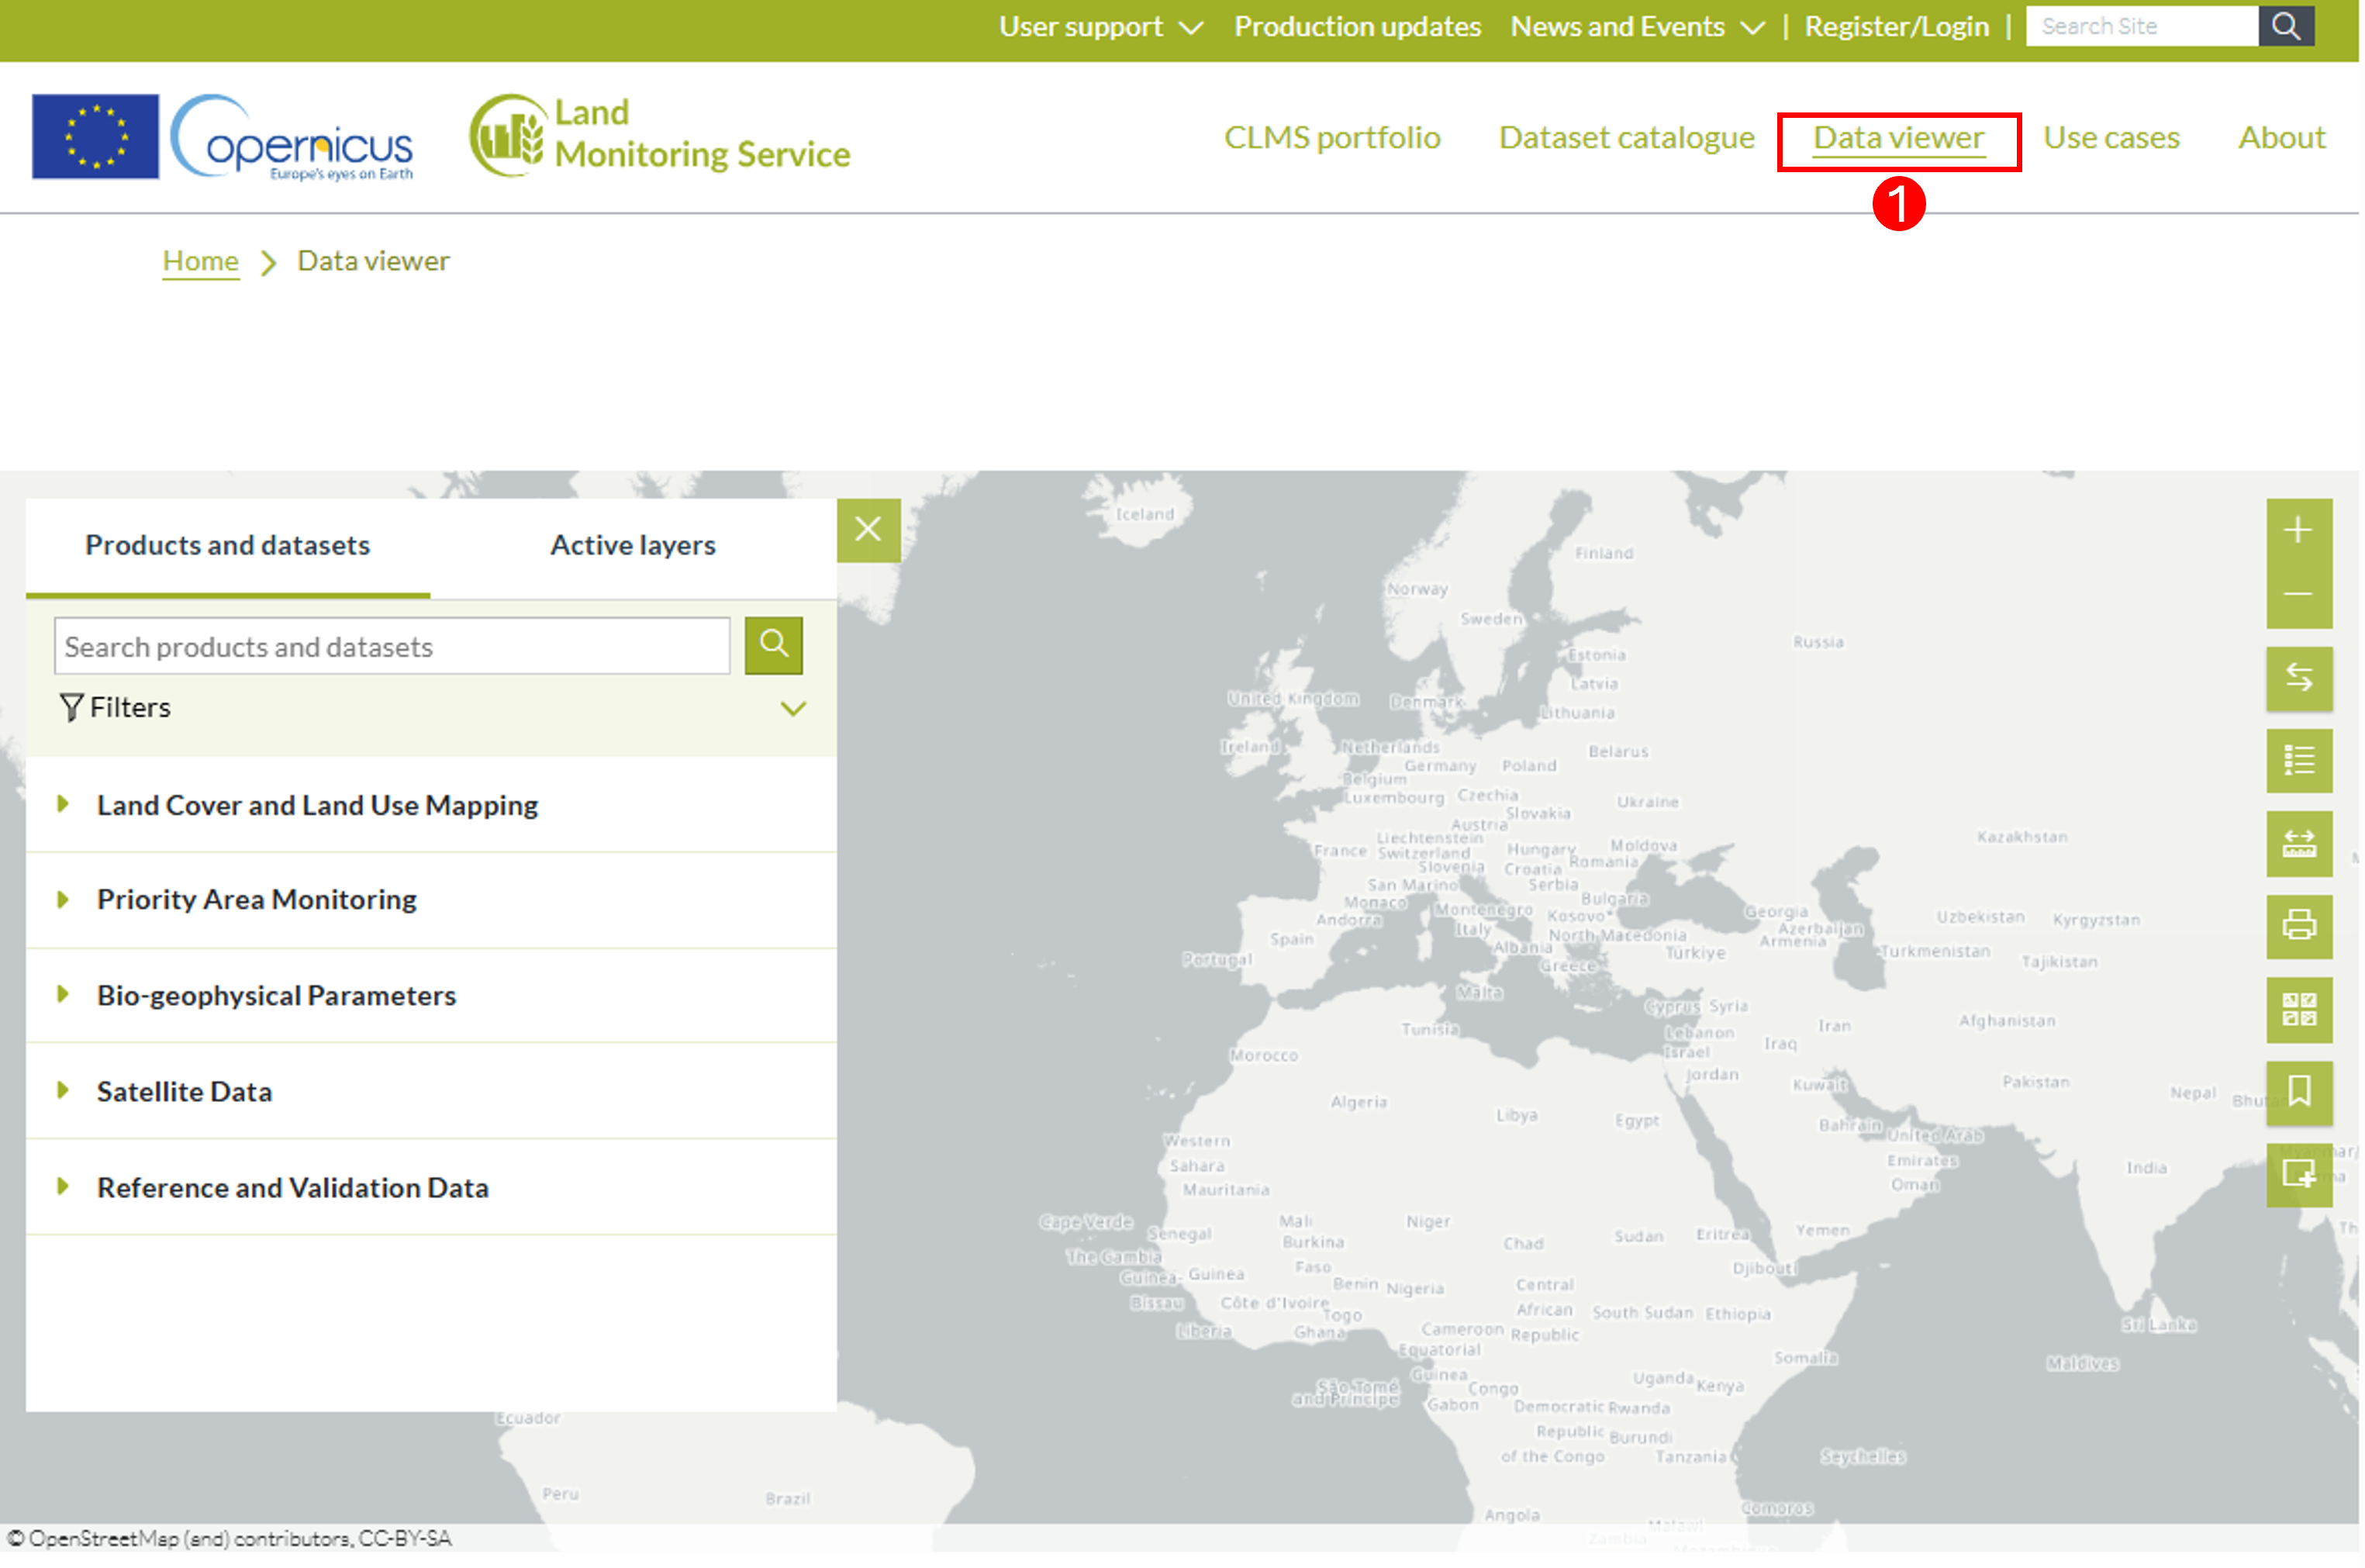 User support Production updates News and Events | Register/Login | Search Site
opernicus
Europe's eyes on Earth
Land
Monitoring Service
CLMS portfolio Dataset catalogue Data viewer Use cases About
1
Home Data viewer
Products and datasets Active layers
Search products and datasets
Filters
Land Cover and Land Use Mapping
Priority Area Monitoring
Bio-geophysical Parameters
Satellite Data
Reference and Validation Data
Iceland
Finland
Norway
Sweden
Russia
Estonia
Latvia
United Kingdom Denmark
Lithuania
Ireland Netherlands Belarus
Germany Poland
Belgium
Luxembourg Czechia Ukraine
Slovakia
Austria
Liechtenstein Kazakhstan
France Switzerland Hungary Moldova
Slovenia Croatia Romania
San Marino Serbia
Monaco Bulgaria
Andorra Montenegro Kosovo* Georgia Uzbekistan Kyrgyzstan
Spain Italy North Macedonia Azerbaijan
Albania Türkiye Armenia Turkmenistan
Portugal Greece Tajikistan
Malta
Cyprus Syria
Tunisia Lebanon Iran Afghanistan
Morocco Israel Iraq
Jordan Kuwait Pakistan
Algeria Nepal
Libya Egypt Bahrain
Western United Arab
Sahara Emirates India
Mauritania Oman
Cape Verde Mali Niger
Senegal Burkina Chad Sudan Eritrea Yemen
The Gambia Faso Djibouti
Guinea- Guinea Benin Nigeria Central
Bissau Côte d'Ivoire African South Sudan Ethiopia
Togo
Liberia Ghana Cameroon Republic Sri Lanka
Equatorial Somalia Maldives
Guinea Uganda Kenya
São Tomé Congo
and Príncipe Gabon Democratic Rwanda
Ecuador Republic Burundi
of the Congo Tanzania Seychelles
Peru Brazil
Comoros
Angola
Malawi
Zambia
© OpenStreetMap (and) contributors, CC-BY-SA